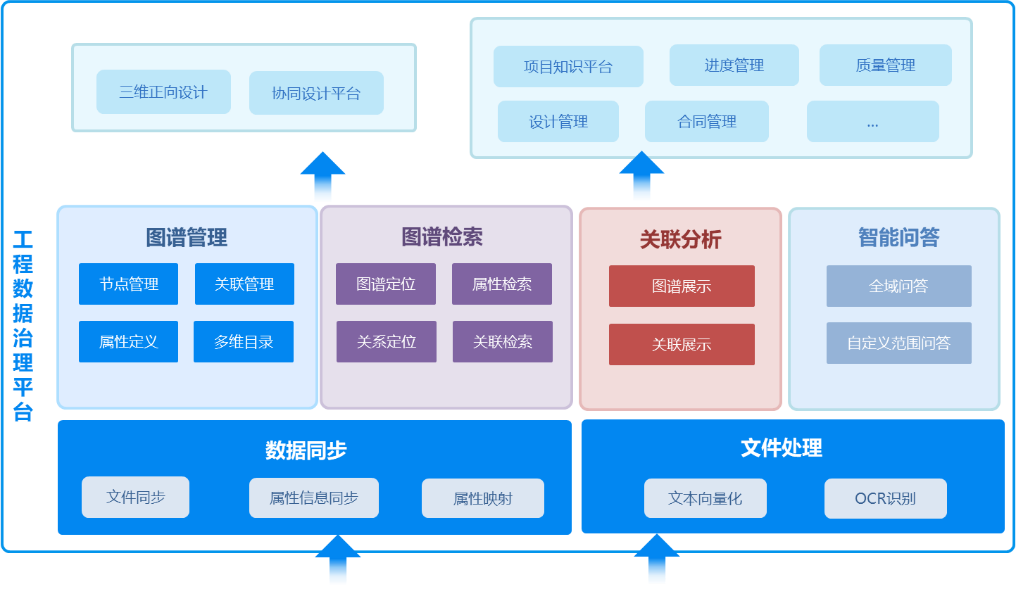 三维正向设计
协同设计平台
项目知识平台
进度管理
质量管理
设计管理
合同管理
...
工程数据治理平台
图谱管理
节点管理
关联管理
属性定义
多维目录
图谱检索
图谱定位
属性检索
关系定位
关联检索
关联分析
图谱展示
关联展示
智能问答
全域问答
自定义范围问答
数据同步
文件同步
属性信息同步
属性映射
文件处理
文本向量化
OCR识别